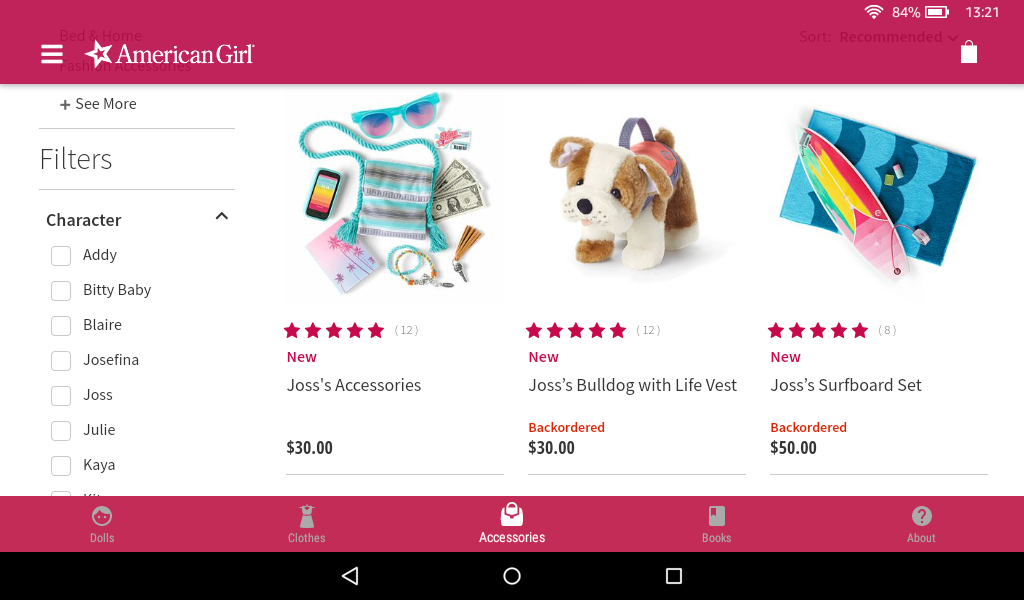 84% 13:21
Bed & Home
Sort: Recommended
American Girl
Fashion Accessories
+ See More
Filters
Character
Addy
Bitty Baby
Blaire
Josefina
Joss
Julie
Kaya
( 12 )
New
Joss's Accessories
$30.00
( 12 )
New
Joss’s Bulldog with Life Vest
Backordered
$30.00
( 8 )
New
Joss’s Surfboard Set
Backordered
$50.00
Dolls
Clothes
Accessories
Books
About